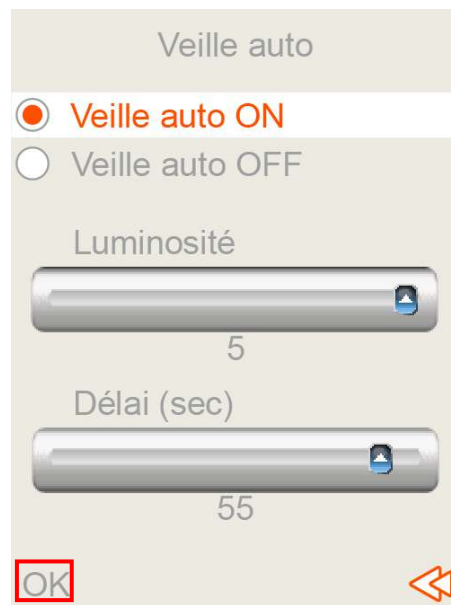 Veille auto
Veille auto ON
Veille auto OFF
Luminosité
5
Délai (sec)
55
OK